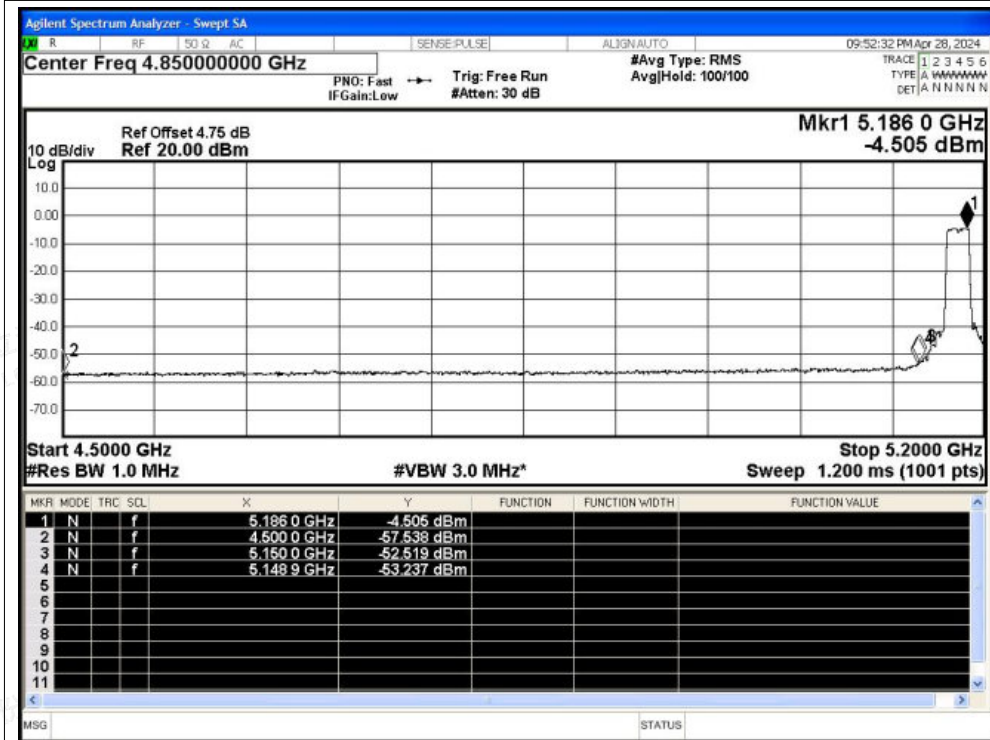 Agilent Spectrum Analyzer - Swept SA
LXI R RF 50 Ω AC SENSE:PULSE ALIGNAUTO 09:52:32 PM Apr 28, 2024
Center Freq 4.850000000 GHz #Avg Type: RMS TRACE 1 2 3 4 5 6
PNO: Fast Trig: Free Run Avg|Hold: 100/100 TYPE A WWWWW
IFGain:Low #Atten: 30 dB DET A N N N N N
Mkr1 5.186 0 GHz
Ref Offset 4.75 dB
10 dB/div Ref 20.00 dBm -4.505 dBm
Log
10.0
1
0.00
-10.0
-20.0
-30.0
-40.0
-50.0 2
-60.0
-70.0
Start 4.5000 GHz Stop 5.2000 GHz
#Res BW 1.0 MHz #VBW 3.0 MHz* Sweep 1.200 ms (1001 pts)
MKR MODE TRC SCL X Y FUNCTION FUNCTION WIDTH FUNCTION VALUE
1 N f 5.186 0 GHz -4.505 dBm
2 N f 4.500 0 GHz -57.538 dBm
3 N f 5.150 0 GHz -52.519 dBm
4 N f 5.148 9 GHz -53.237 dBm
5
6
7
8
9
10
11
MSG STATUS